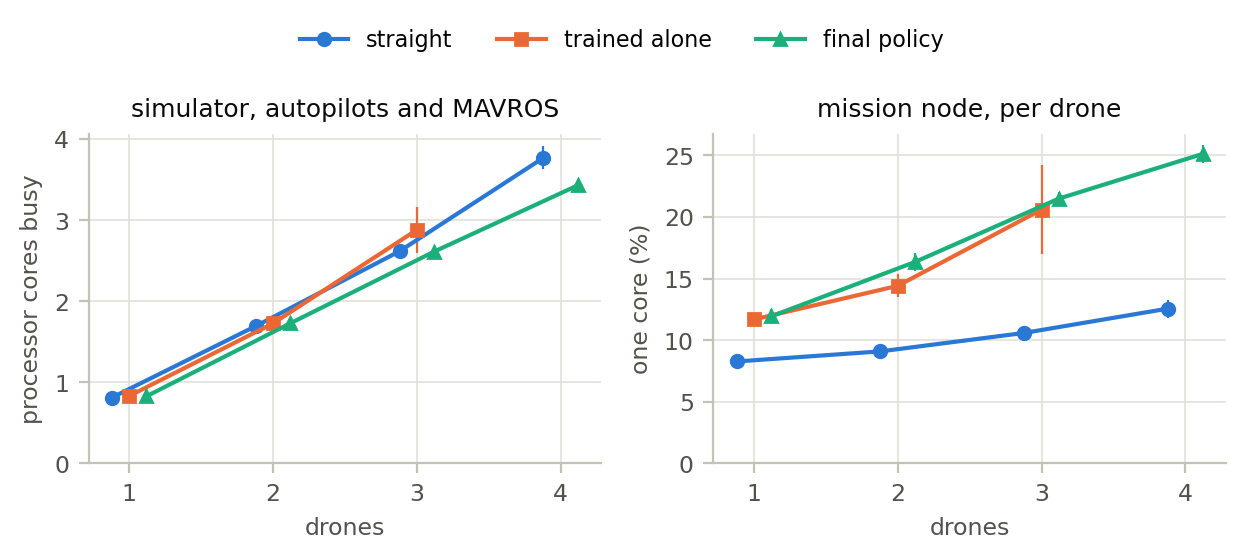 straight trained alone final policy
simulator, autopilots and MAVROS
processor cores busy
4
3
2
1
0
1 2 3 4
drones
mission node, per drone
one core (%)
25
20
15
10
5
0
1 2 3 4
drones